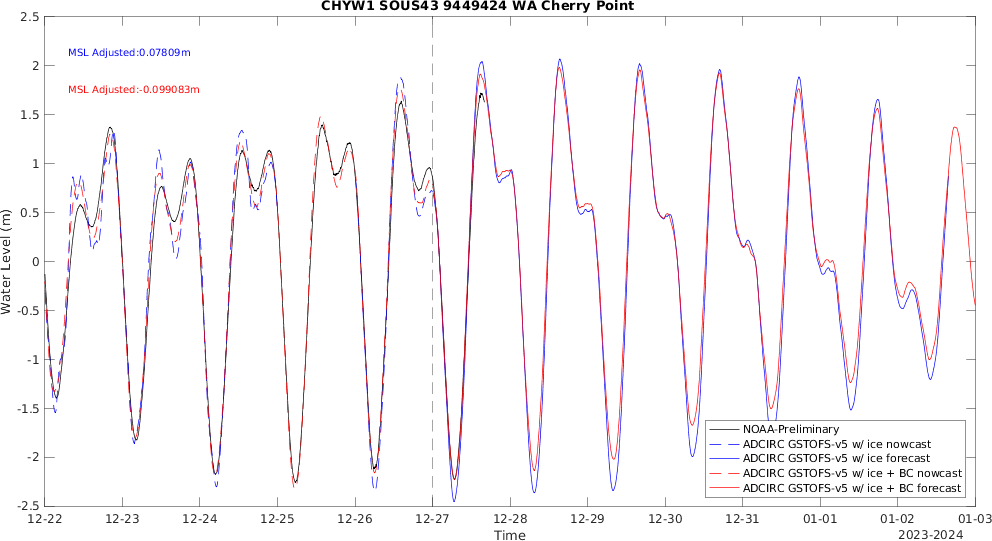 CHYW1 SOUS43 9449424 WA Cherry Point
MSL Adjusted:0.07809m
MSL Adjusted:-0.099083m
Water Level (m)
2.5
2
1.5
1
0.5
0
-0.5
-1
-1.5
-2
-2.5
NOAA-Preliminary
ADCIRC GSTOFS-v5 w/ ice nowcast
ADCIRC GSTOFS-v5 w/ ice forecast
ADCIRC GSTOFS-v5 w/ ice + BC nowcast
ADCIRC GSTOFS-v5 w/ ice + BC forecast
12-22 12-23 12-24 12-25 12-26 12-27 12-28 12-29 12-30 12-31 01-01 01-02 01-03
Time
2023-2024